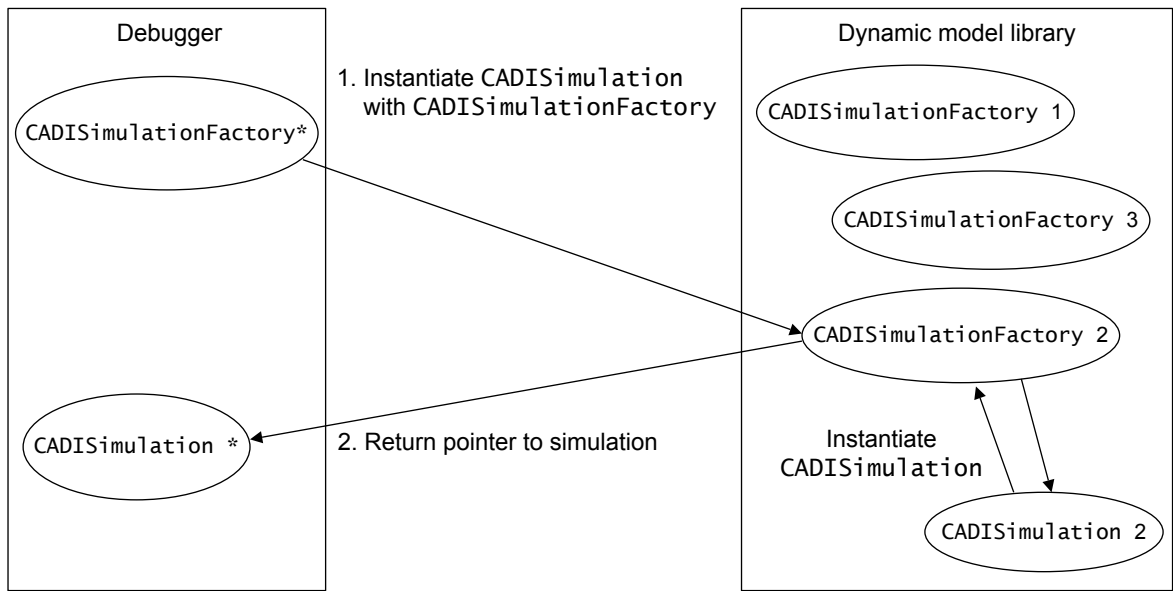 Debugger
CADISimulationFactory*
CADISimulation *
1. Instantiate CADISimulation
with CADISimulationFactory
2. Return pointer to simulation
Dynamic model library
CADISimulationFactory 1
CADISimulationFactory 3
CADISimulationFactory 2
Instantiate
CADISimulation
CADISimulation 2